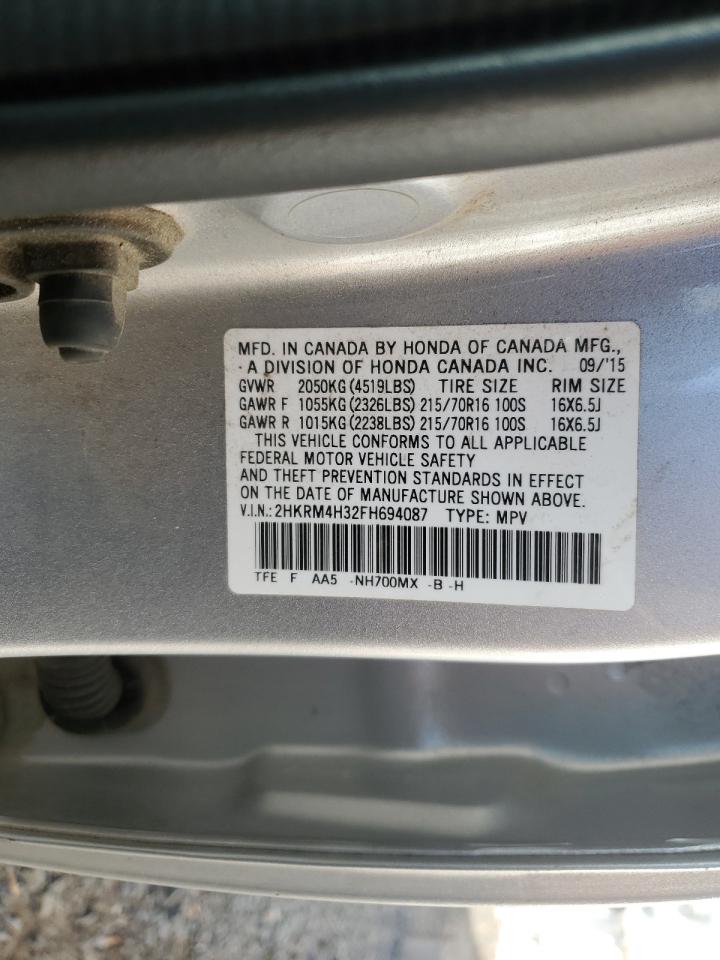 MFD. IN CANADA BY HONDA OF CANADA MFG.,
A DIVISION OF HONDA CANADA INC. 09/'15
GVWR 2050KG(4519LBS) TIRE SIZE RIM SIZE
GAWR F 1055KG(2326LBS) 215/70R16 100S 16X6.5J
GAWR R 1015KG(2238LBS) 215/70R16 100S 16X6.5J
THIS VEHICLE CONFORMS TO ALL APPLICABLE
FEDERAL MOTOR VEHICLE SAFETY
AND THEFT PREVENTION STANDARDS IN EFFECT
ON THE DATE OF MANUFACTURE SHOWN ABOVE.
V.I.N.: 2HKRM4H32FH694087 TYPE: MPV
TFE F AA5 -NH700MX -B -H